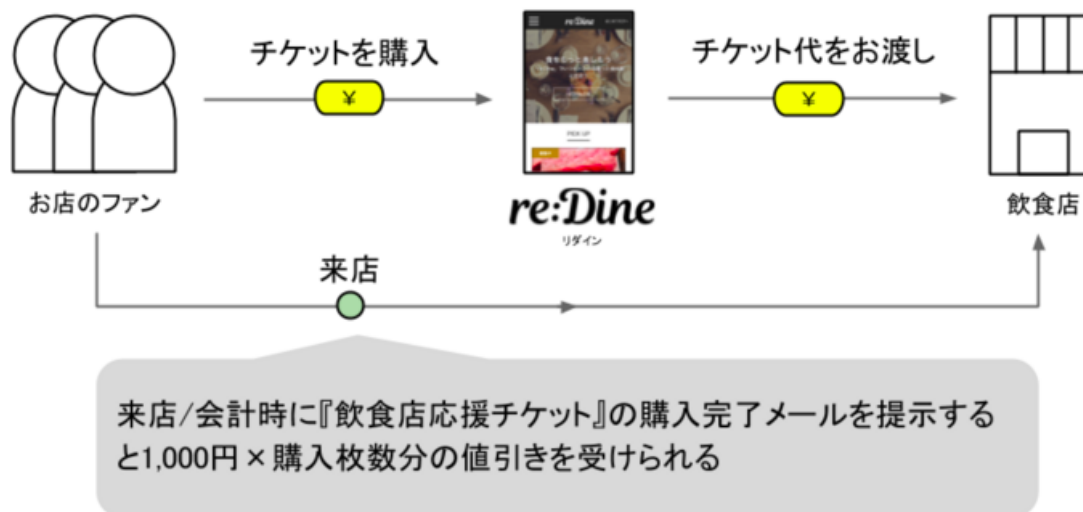 チケットを購入
¥
re:Dine
PICK UP
チケット代をお渡し
¥
お店のファン
re:Dine
リダイン
飲食店
来店
来店/会計時に『飲食店応援チケット』の購入完了メールを提示する
と1,000円×購入枚数分の値引きを受けられる